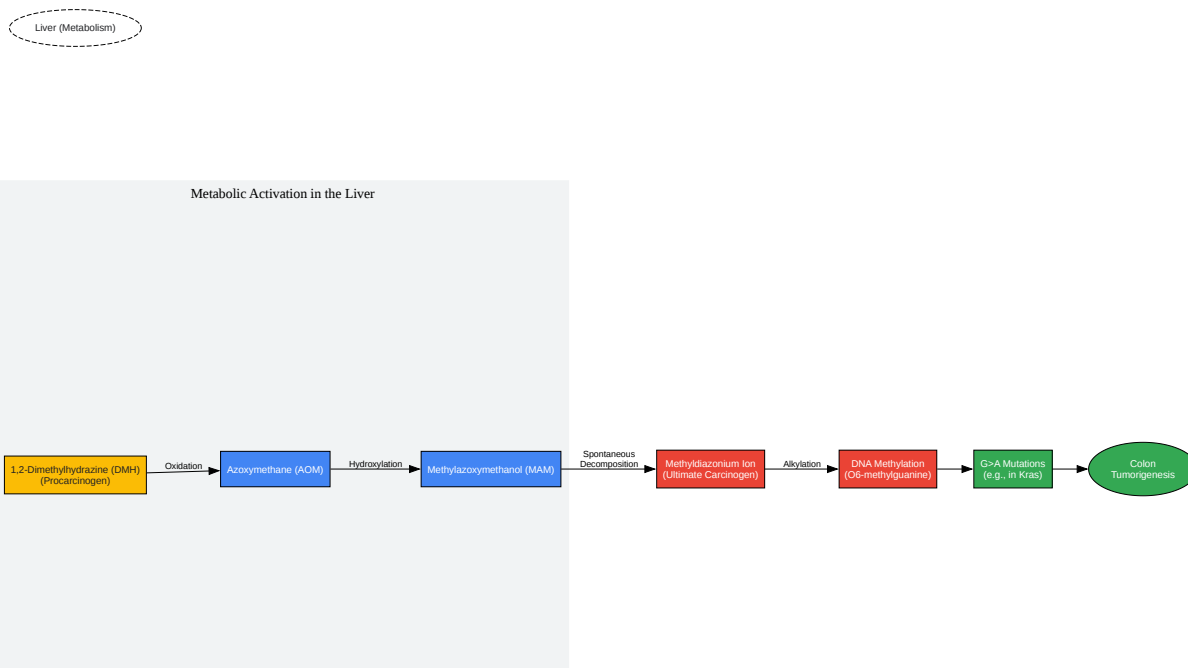 Liver (Metabolism)
Metabolic Activation in the Liver
1,2-Dimethylhydrazine (DMH)
(Procarcinogen)
Oxidation
Azoxymethane (AOM)
Hydroxylation
Methylazoxymethanol (MAM)
Spontaneous
Decomposition
Methyldiazonium Ion
(Ultimate Carcinogen)
Alkylation
DNA Methylation
(O6-methylguanine)
G>A Mutations
(e.g., in Kras)
Colon
Tumorigenesis